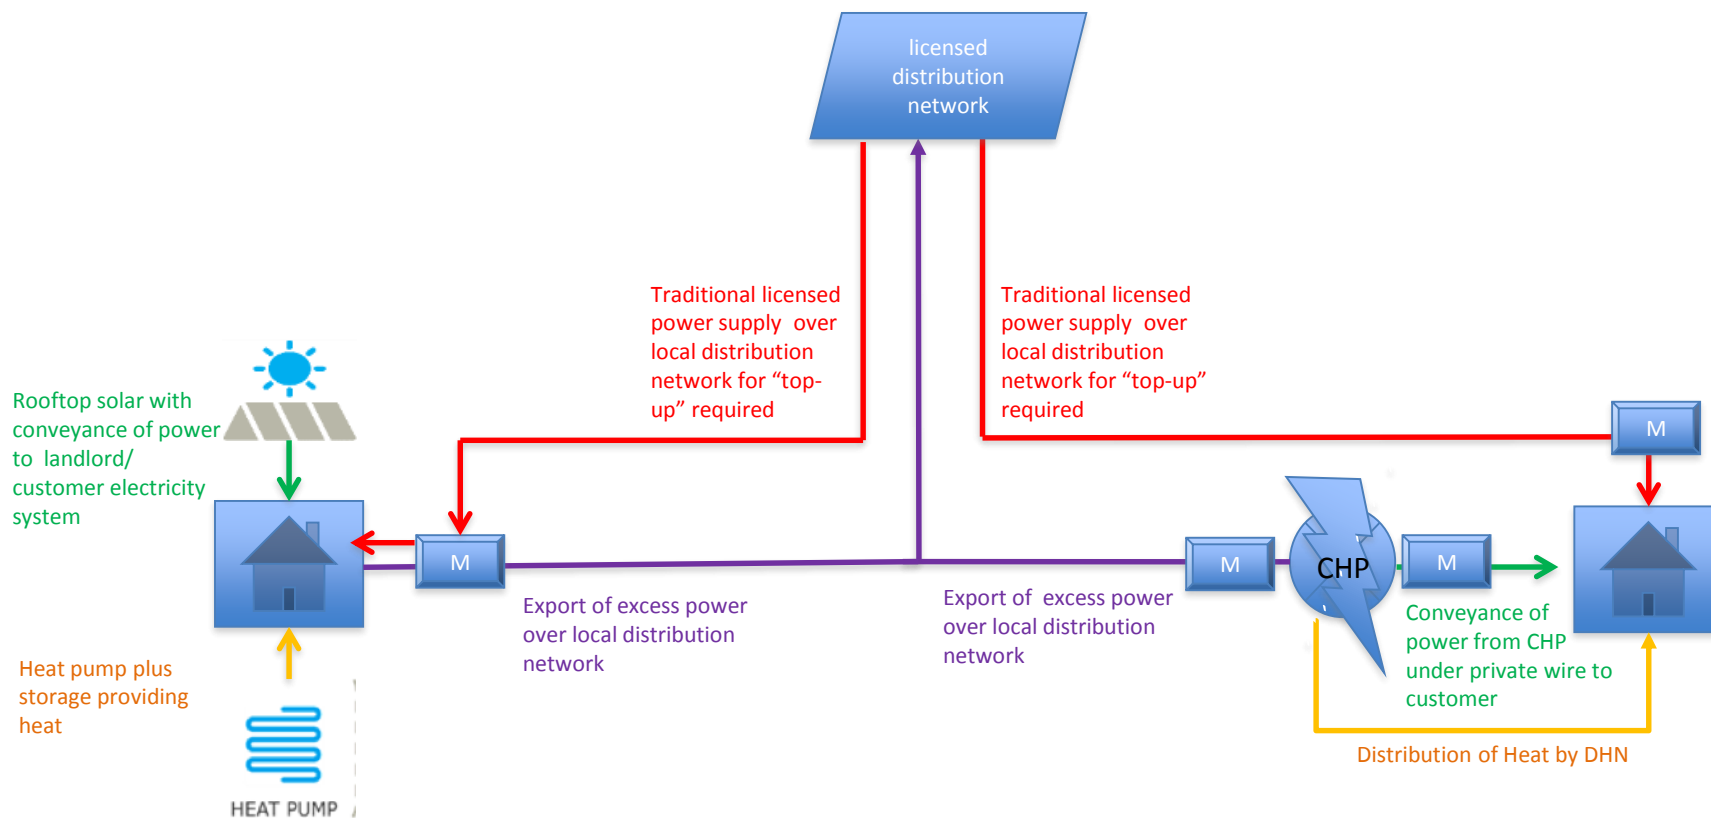 licensed
distribution
network
Traditional licensed
power supply  over
local distribution
network for “top-
up” required
Traditional licensed
power supply  over
local distribution
network for “top-up”
required
Rooftop solar with
conveyance of power
to  landlord/
customer electricity
system
M
M
M
M
CHP
Export of excess power
over local distribution
network
Export of  excess power
over local distribution
network
Conveyance of
power from CHP
under private wire to
customer
Heat pump plus
storage providing
heat
HEAT PUMP
Distribution of Heat by DHN